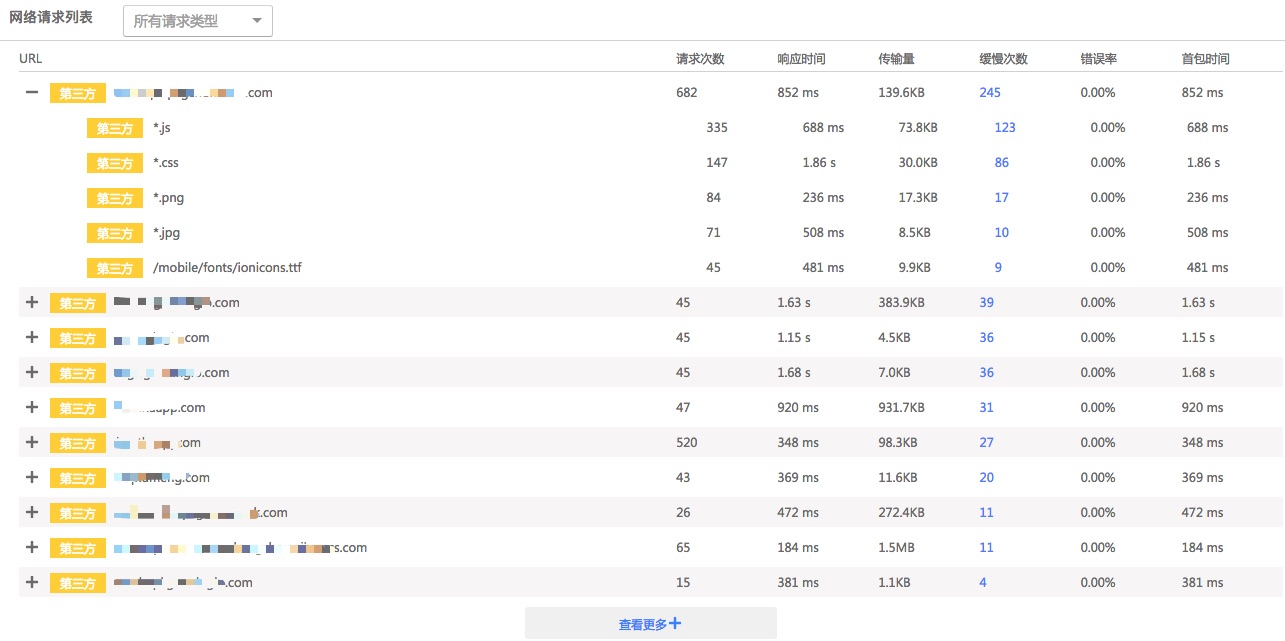 网络请求列表 所有请求类型
URL 请求次数 响应时间 传输量 缓慢次数 错误率 首包时间
第三方 .com 682 852 ms 139.6KB 245 0.00% 852 ms
第三方 *.js 335 688 ms 73.8KB 123 0.00% 688 ms
第三方 *.css 147 1.86 s 30.0KB 86 0.00% 1.86 s
第三方 *.png 84 236 ms 17.3KB 17 0.00% 236 ms
第三方 *.jpg 71 508 ms 8.5KB 10 0.00% 508 ms
第三方 /mobile/fonts/ionicons.ttf 45 481 ms 9.9KB 9 0.00% 481 ms
第三方 .com 45 1.63 s 383.9KB 39 0.00% 1.63 s
第三方 .com 45 1.15 s 4.5KB 36 0.00% 1.15 s
第三方 .com 45 1.68 s 7.0KB 36 0.00% 1.68 s
第三方 .com 47 920 ms 931.7KB 31 0.00% 920 ms
第三方 .com 520 348 ms 98.3KB 27 0.00% 348 ms
第三方 .com 43 369 ms 11.6KB 20 0.00% 369 ms
第三方 .com 26 472 ms 272.4KB 11 0.00% 472 ms
第三方 .com 65 184 ms 1.5MB 11 0.00% 184 ms
第三方 .com 15 381 ms 1.1KB 4 0.00% 381 ms
查看更多+